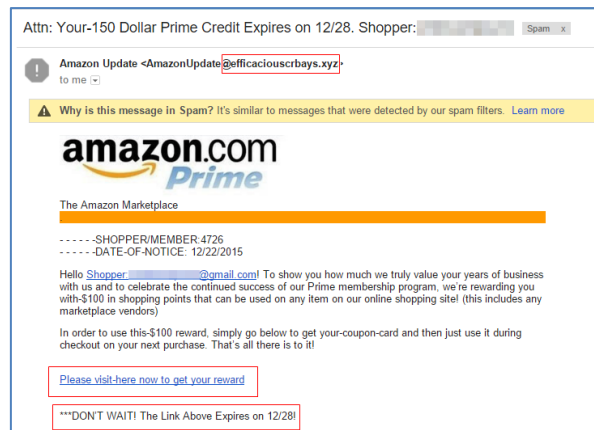 Attn: Your-150 Dollar Prime Credit Expires on 12/28. Shopper: Spam x
Amazon Update <AmazonUpdate@efficaciouscrbays.xyz>
to me
Why is this message in Spam? It's similar to messages that were detected by our spam filters. Learn more
amazon.com
Prime
The Amazon Marketplace
- - - - - -SHOPPER/MEMBER:4726
- - - - - -DATE-OF-NOTICE: 12/22/2015
Hello Shopper: @gmail.com! To show you how much we truly value your years of business
with us and to celebrate the continued success of our Prime membership program, we're rewarding you
with-$100 in shopping points that can be used on any item on our online shopping site! (this includes any
marketplace vendors)
In order to use this-$100 reward, simply go below to get your-coupon-card and then just use it during
checkout on your next purchase. That's all there is to it!
Please visit-here now to get your reward
***DON'T WAIT! The Link Above Expires on 12/28!